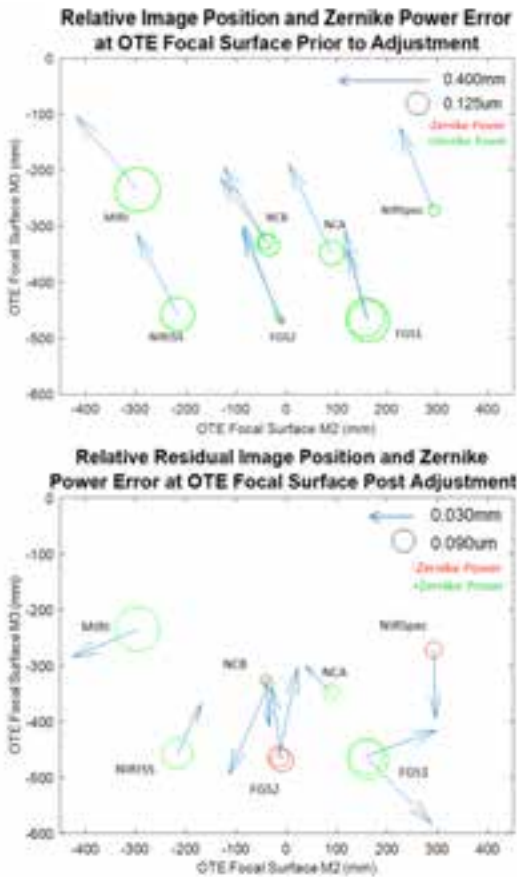 Relative Image Position and Zernike Power Error
at OTE Focal Surface Prior to Adjustment
0.400mm
0.125um
-Zernike Power
+Zernike Power
MIRI
NIRISS
NCB
FGS2
NCA
FGS1
NIRSpec
OTE Focal Surface M3 (mm)
0
-100
-200
-300
-400
-500
-600
-400 -300 -200 -100 0 100 200 300 400
OTE Focal Surface M2 (mm)
Relative Residual Image Position and Zernike
Power Error at OTE Focal Surface Post Adjustment
0.030mm
0.090um
-Zernike Power
+Zernike Power
MIRI
NIRISS
NCB
FGS2
NCA
FGS1
NIRSpec
OTE Focal Surface M3 (mm)
0
-100
-200
-300
-400
-500
-600
-400 -300 -200 -100 0 100 200 300 400
OTE Focal Surface M2 (mm)